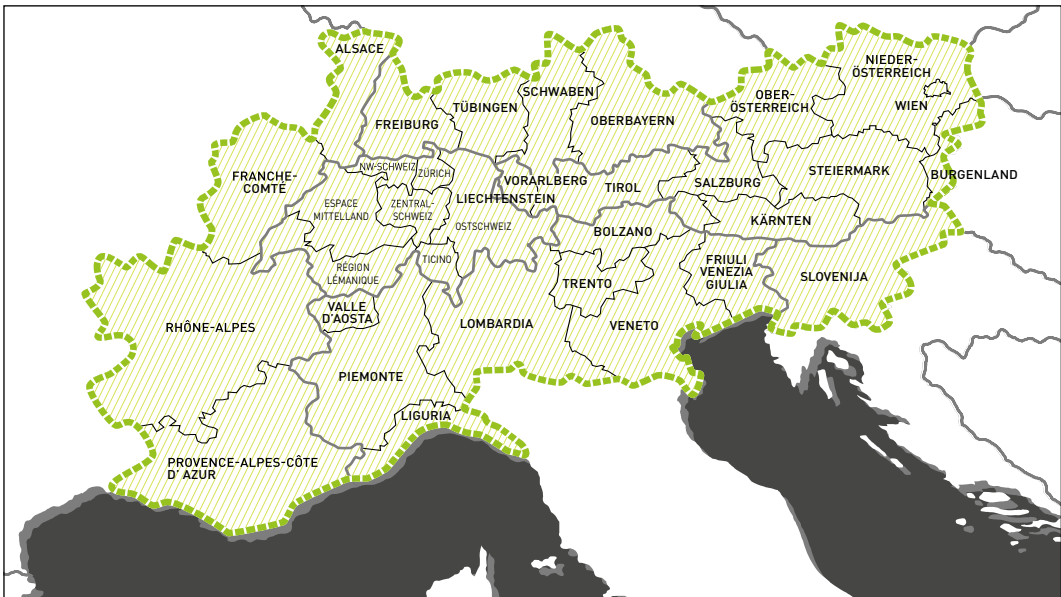 ALSACE
NIEDER-
ÖSTERREICH
SCHWABEN
TÜBINGEN
OBER-
ÖSTERREICH
WIEN
FREIBURG
OBERBAYERN
NW-SCHWEIZ
ZÜRICH
FRANCHE-
COMTÉ
VORARLBERG
TIROL
SALZBURG
STEIERMARK
BURGENLAND
LIECHTENSTEIN
ESPACE
MITTELLAND
ZENTRAL-
SCHWEIZ
OSTSCHWEIZ
BOLZANO
KÄRNTEN
TICINO
RÉGION
LÉMANIQUE
FRIULI
VENEZIA
GIULIA
SLOVENIJA
TRENTO
VALLE
D'AOSTA
RHÔNE-ALPES
LOMBARDIA
VENETO
PIEMONTE
LIGURIA
PROVENCE-ALPES-CÔTE
D' AZUR